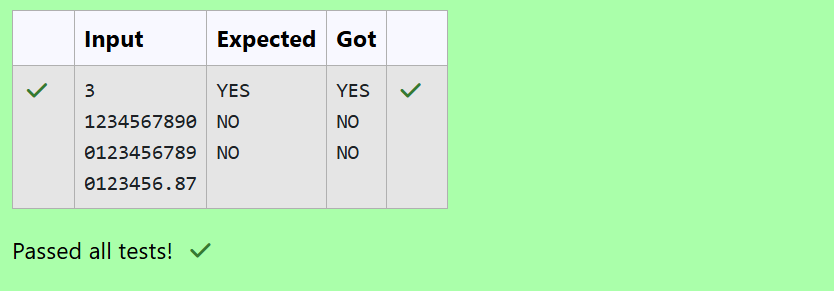 Input Expected Got
3 YES YES
1234567890 NO NO
0123456789 NO NO
0123456.87
Passed all tests!